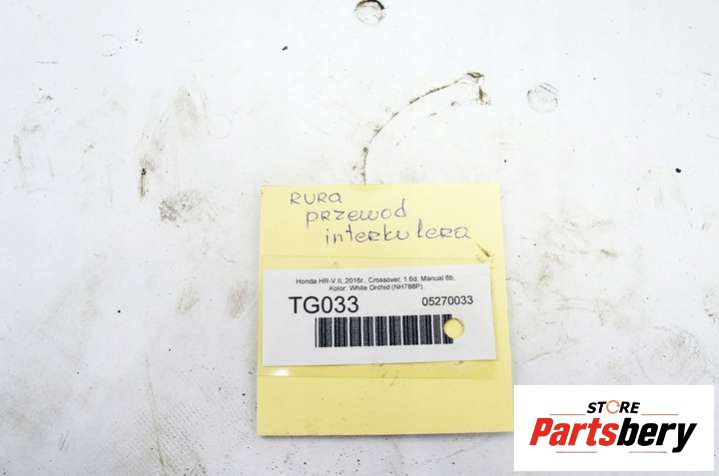 RURA
przewod
interkulera
Honda HR-V II, 2016r., Crossover, 1.6d, Manual 6b,
Kolor: White Orchid (NH788P)
TG033 05270033
STORE
Partsbery